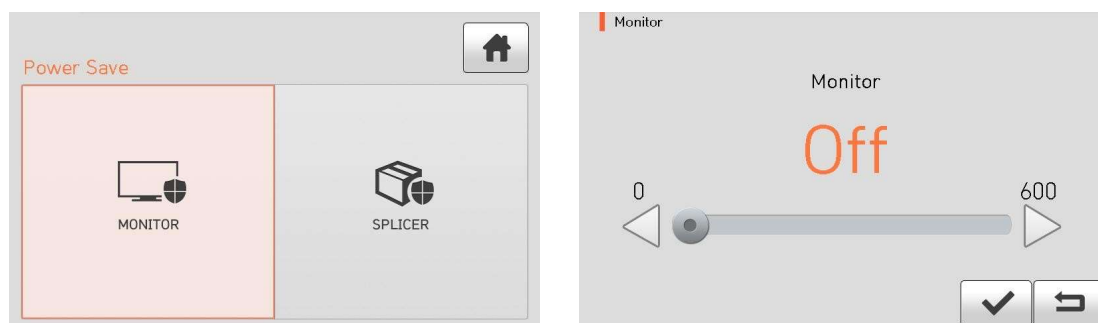 Power Save
MONITOR
SPLICER
Monitor
Monitor
Off
0
600